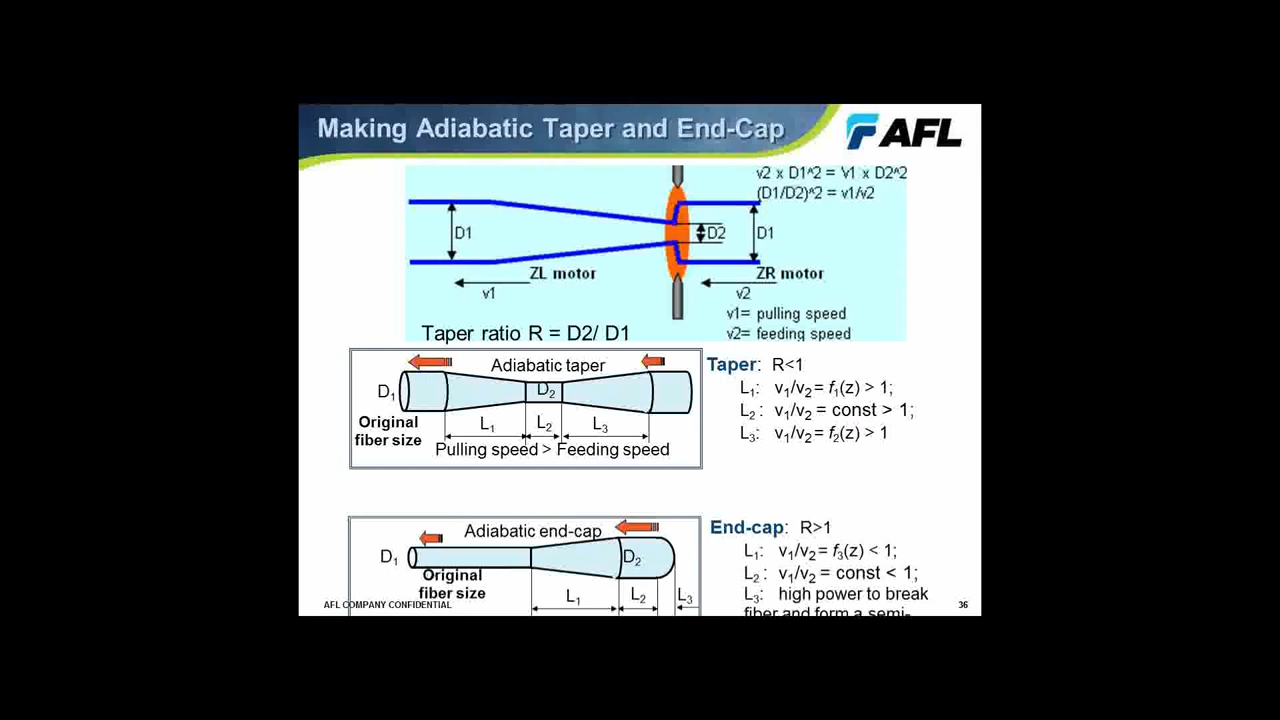 Making Adiabatic Taper and End-Cap
AFL
v2 x D1^2 = V1 x D2^2
(D1/D2)^2 = v1/v2
D1
D2
D1
ZL motor
ZR motor
v1
v2
v1= pulling speed
v2= feeding speed
Taper ratio R = D2/ D1
Adiabatic taper
D₁
D₂
Original
fiber size
L₁
L₂
L₃
Pulling speed > Feeding speed
Taper: R<1
L₁: v₁/v₂ = f₁(z) > 1;
L₂ : v₁/v₂ = const > 1;
L₃: v₁/v₂ = f₂(z) > 1
Adiabatic end-cap
D₁
D₂
Original
fiber size
L₁
L₂
L₃
End-cap: R>1
L₁: v₁/v₂ = f₃(z) < 1;
L₂ : v₁/v₂ = const < 1;
L₃: high power to break
fiber and form a semi-
AFL COMPANY CONFIDENTIAL
36